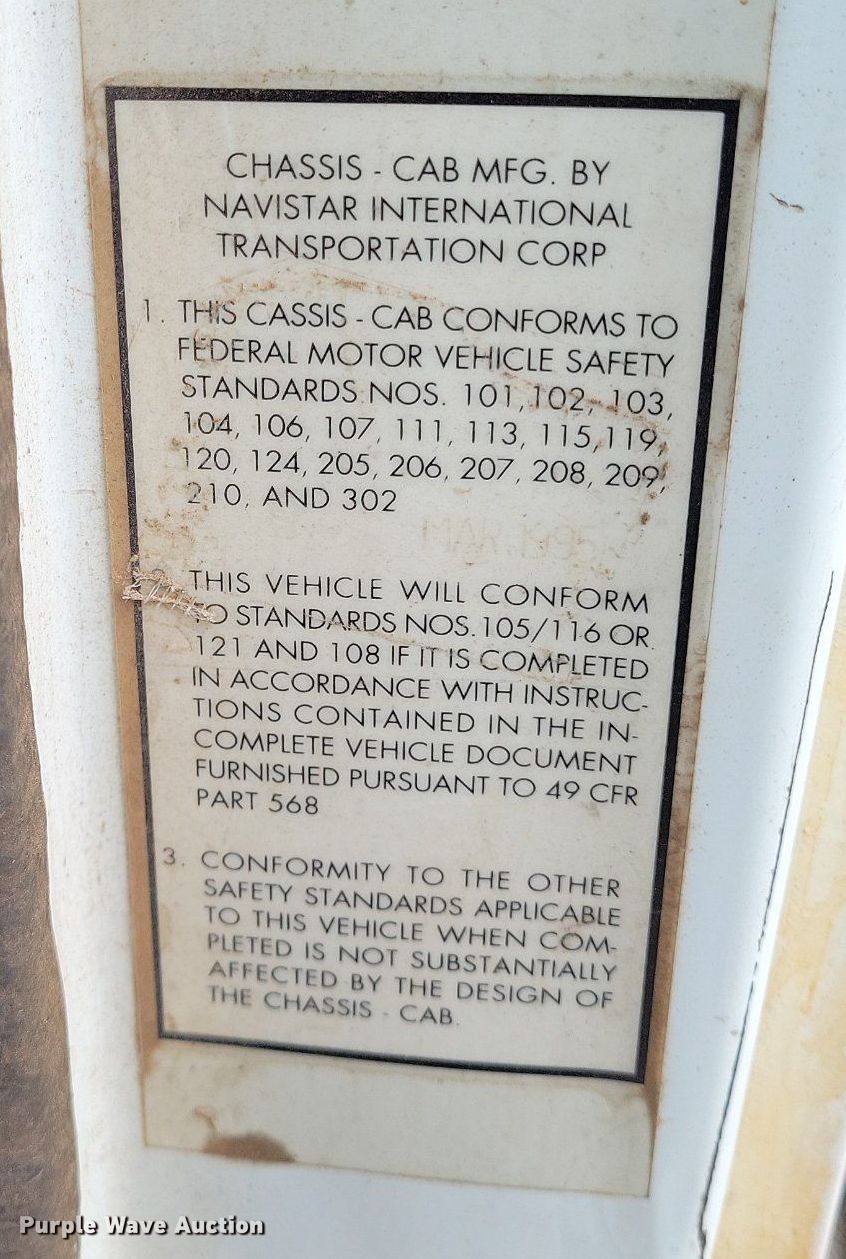 CHASSIS - CAB MFG. BY
NAVISTAR INTERNATIONAL
TRANSPORTATION CORP
1. THIS CASSIS - CAB CONFORMS TO
FEDERAL MOTOR VEHICLE SAFETY
STANDARDS NOS. 101, 102, 103,
104, 106, 107, 111, 113, 115, 119,
120, 124, 205, 206, 207, 208, 209,
210, AND 302
THIS VEHICLE WILL CONFORM
TO STANDARDS NOS. 105/116 OR
121 AND 108 IF IT IS COMPLETED
IN ACCORDANCE WITH INSTRUC-
TIONS CONTAINED IN THE IN-
COMPLETE VEHICLE DOCUMENT
FURNISHED PURSUANT TO 49 CFR
PART 568
3. CONFORMITY TO THE OTHER
SAFETY STANDARDS APPLICABLE
TO THIS VEHICLE WHEN COM-
PLETED IS NOT SUBSTANTIALLY
AFFECTED BY THE DESIGN OF
THE CHASSIS - CAB.
Purple Wave Auction